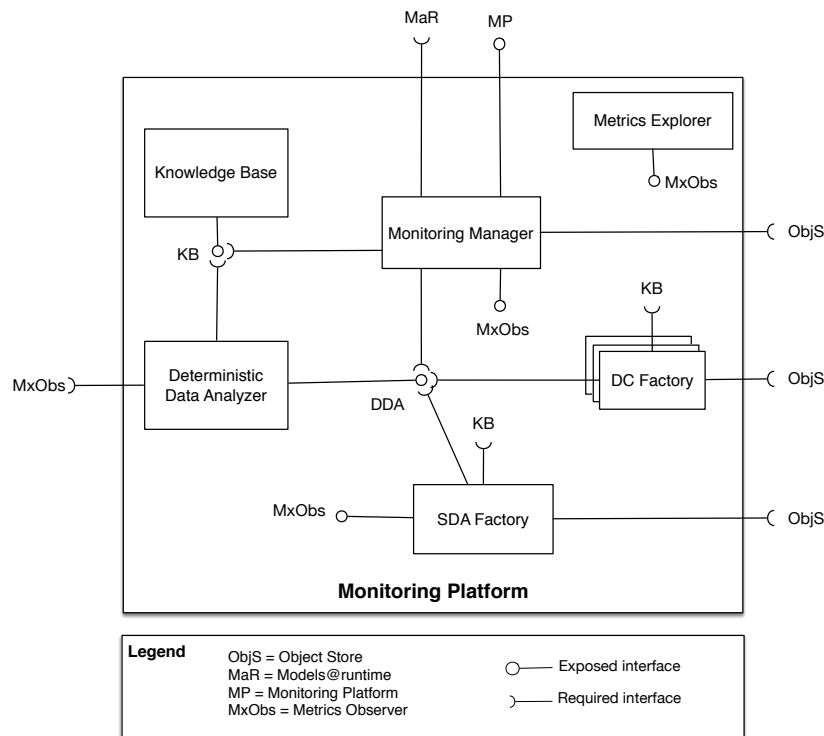 MaR
MP
Metrics Explorer
Knowledge Base
MxObs
Monitoring Manager
ObjS
KB
KB
MxObs
Deterministic
Data Analyzer
MxObs
DC Factory
ObjS
DDA
KB
MxObs
SDA Factory
ObjS
Monitoring Platform
Legend
ObjS = Object Store
MaR = Models@runtime
MP = Monitoring Platform
MxObs = Metrics Observer
Exposed interface
Required interface